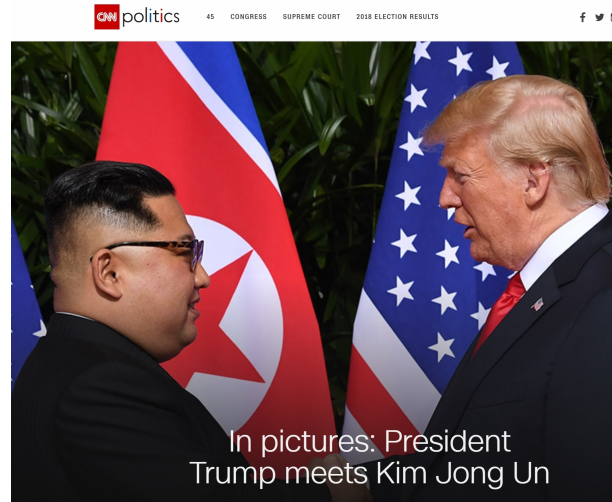 CNN politics 45 CONGRESS SUPREME COURT 2018 ELECTION RESULTS
In pictures: President
Trump meets Kim Jong Un